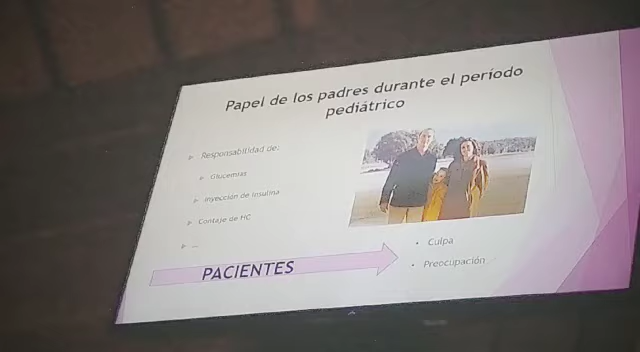 Papel de los padres durante el período
pediátrico
Responsabilidad de:
Glucemias
Inyección de Insulina
Contaje de HC
...
PACIENTES
Culpa
Preocupación